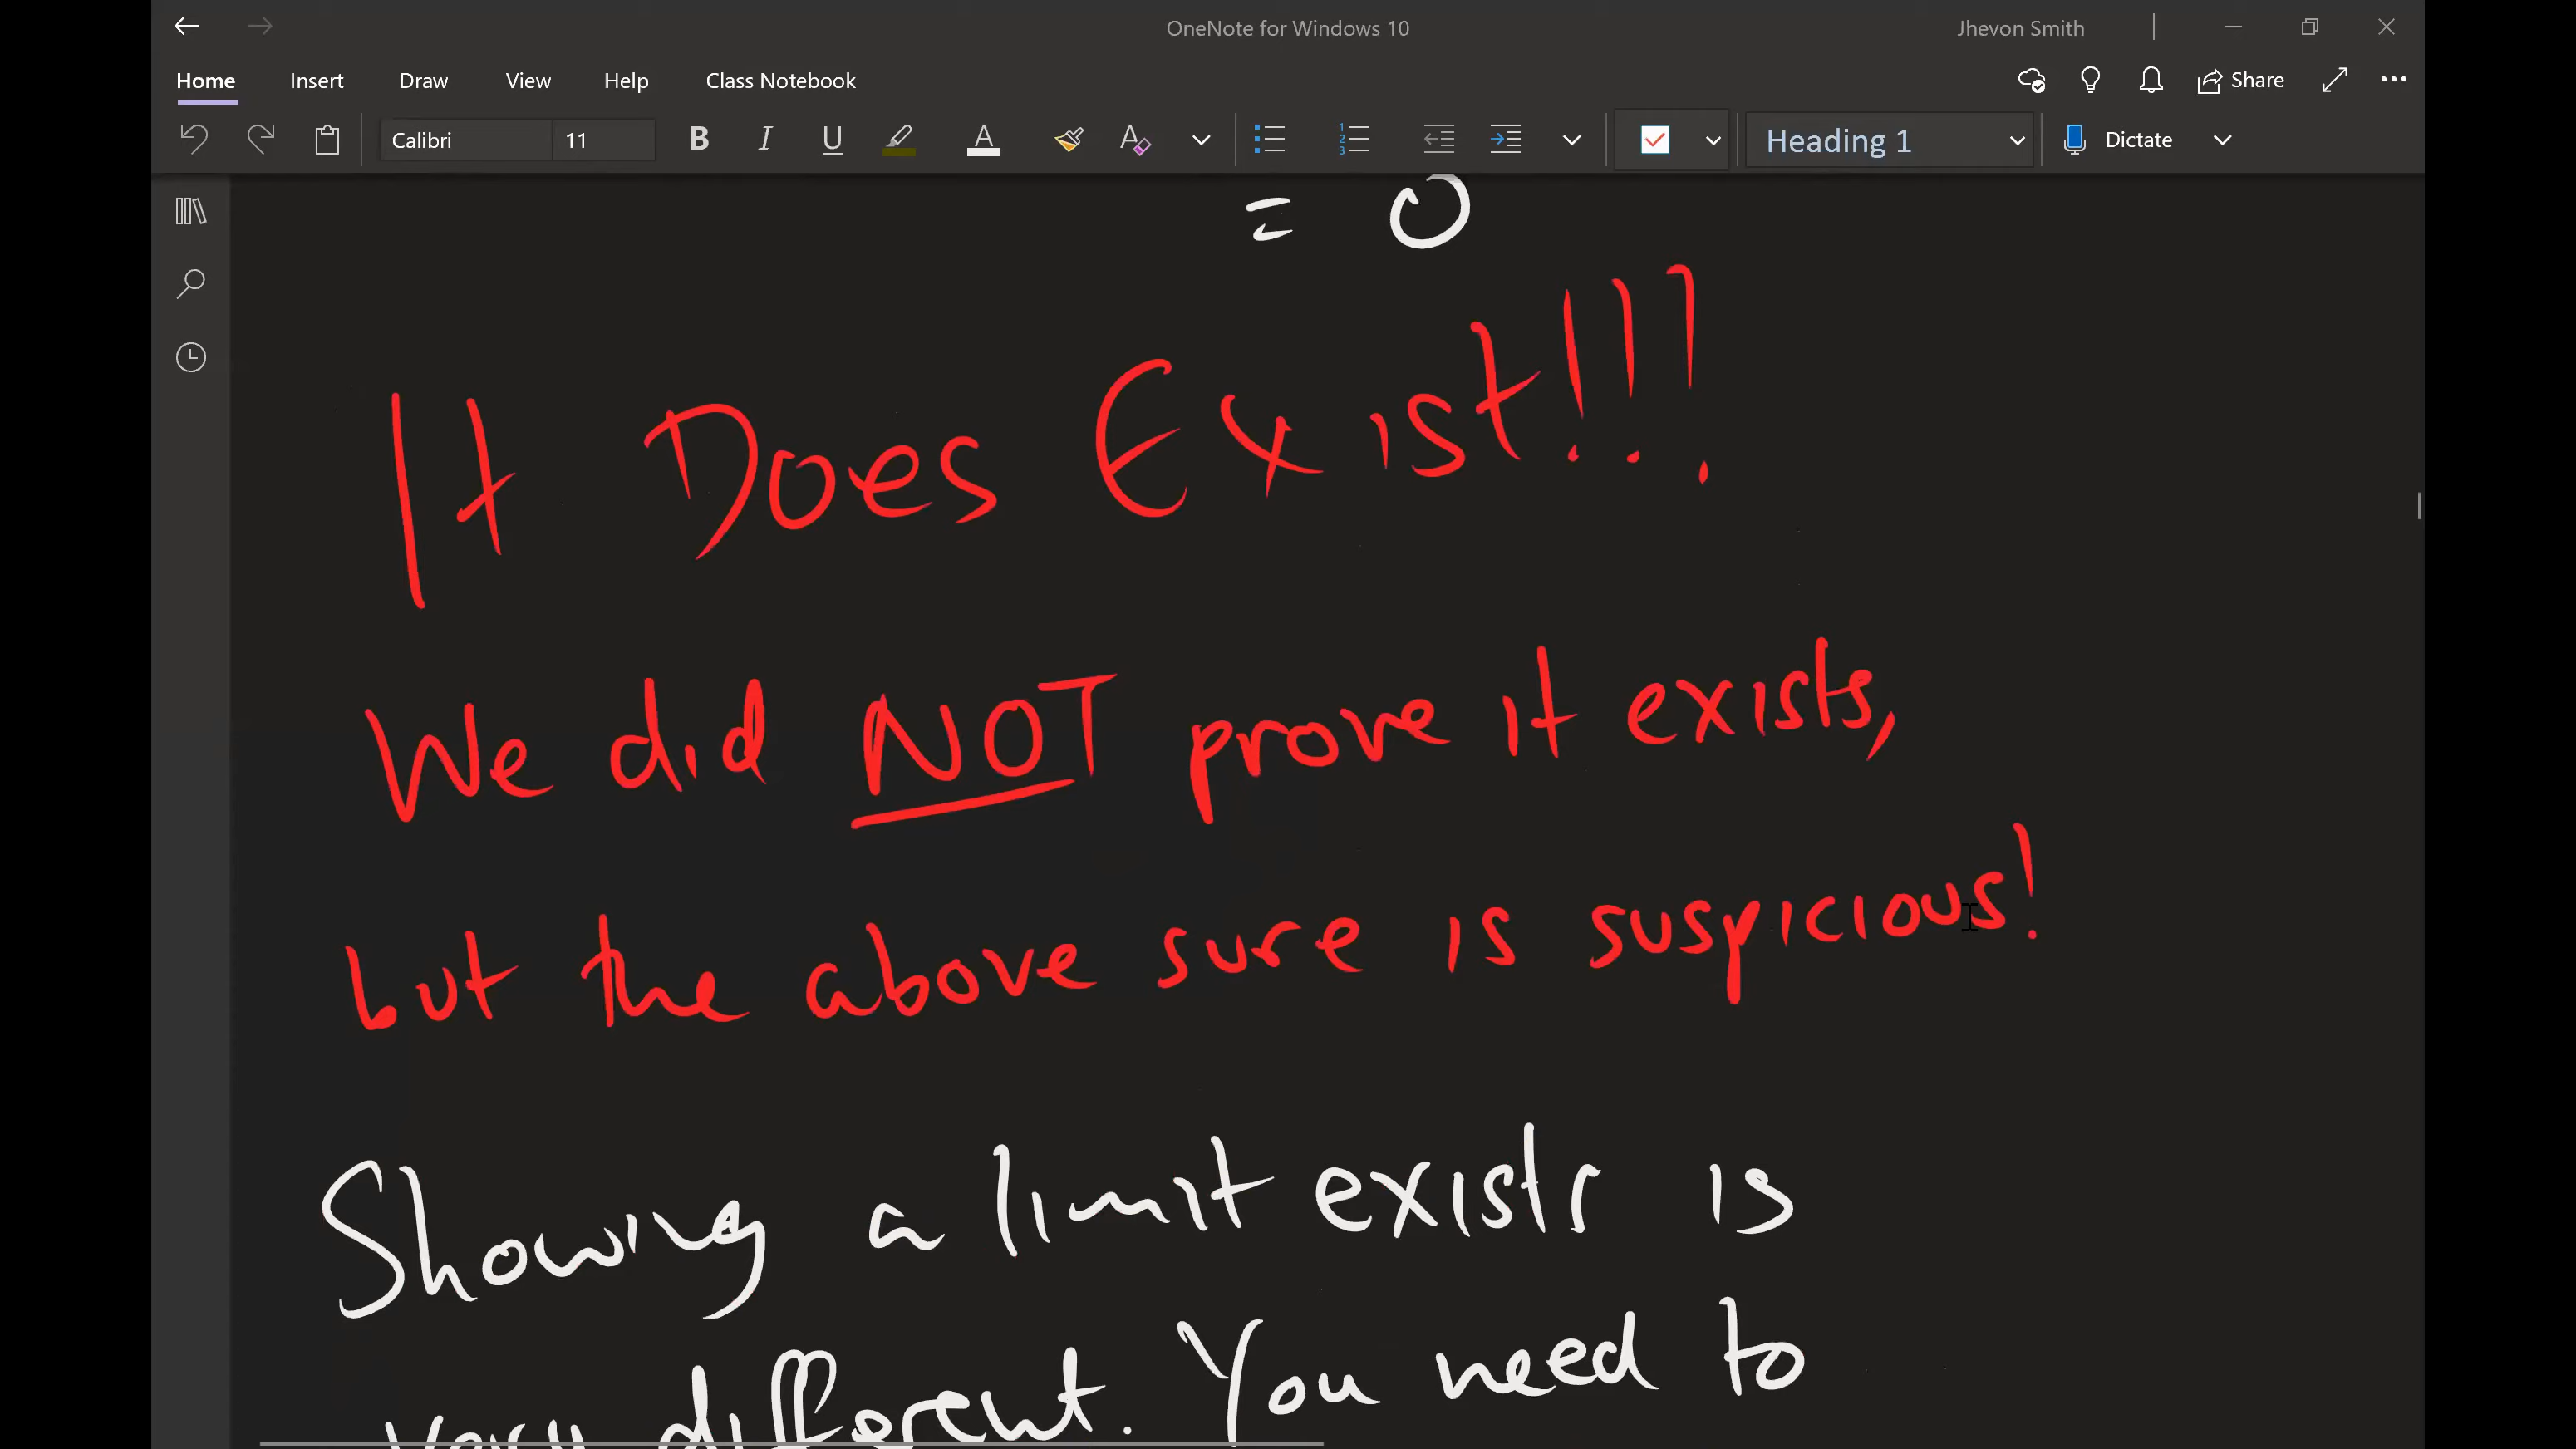 OneNote for Windows 10
Jhevon Smith
Home Insert Draw View Help Class Notebook
Share
Calibri 11 B I U A A Heading 1 Dictate
= 0
It Does Exist!!!
We did NOT prove it exists,
but the above sure is suspicious!
Showing a limit exists is
very different. You need to